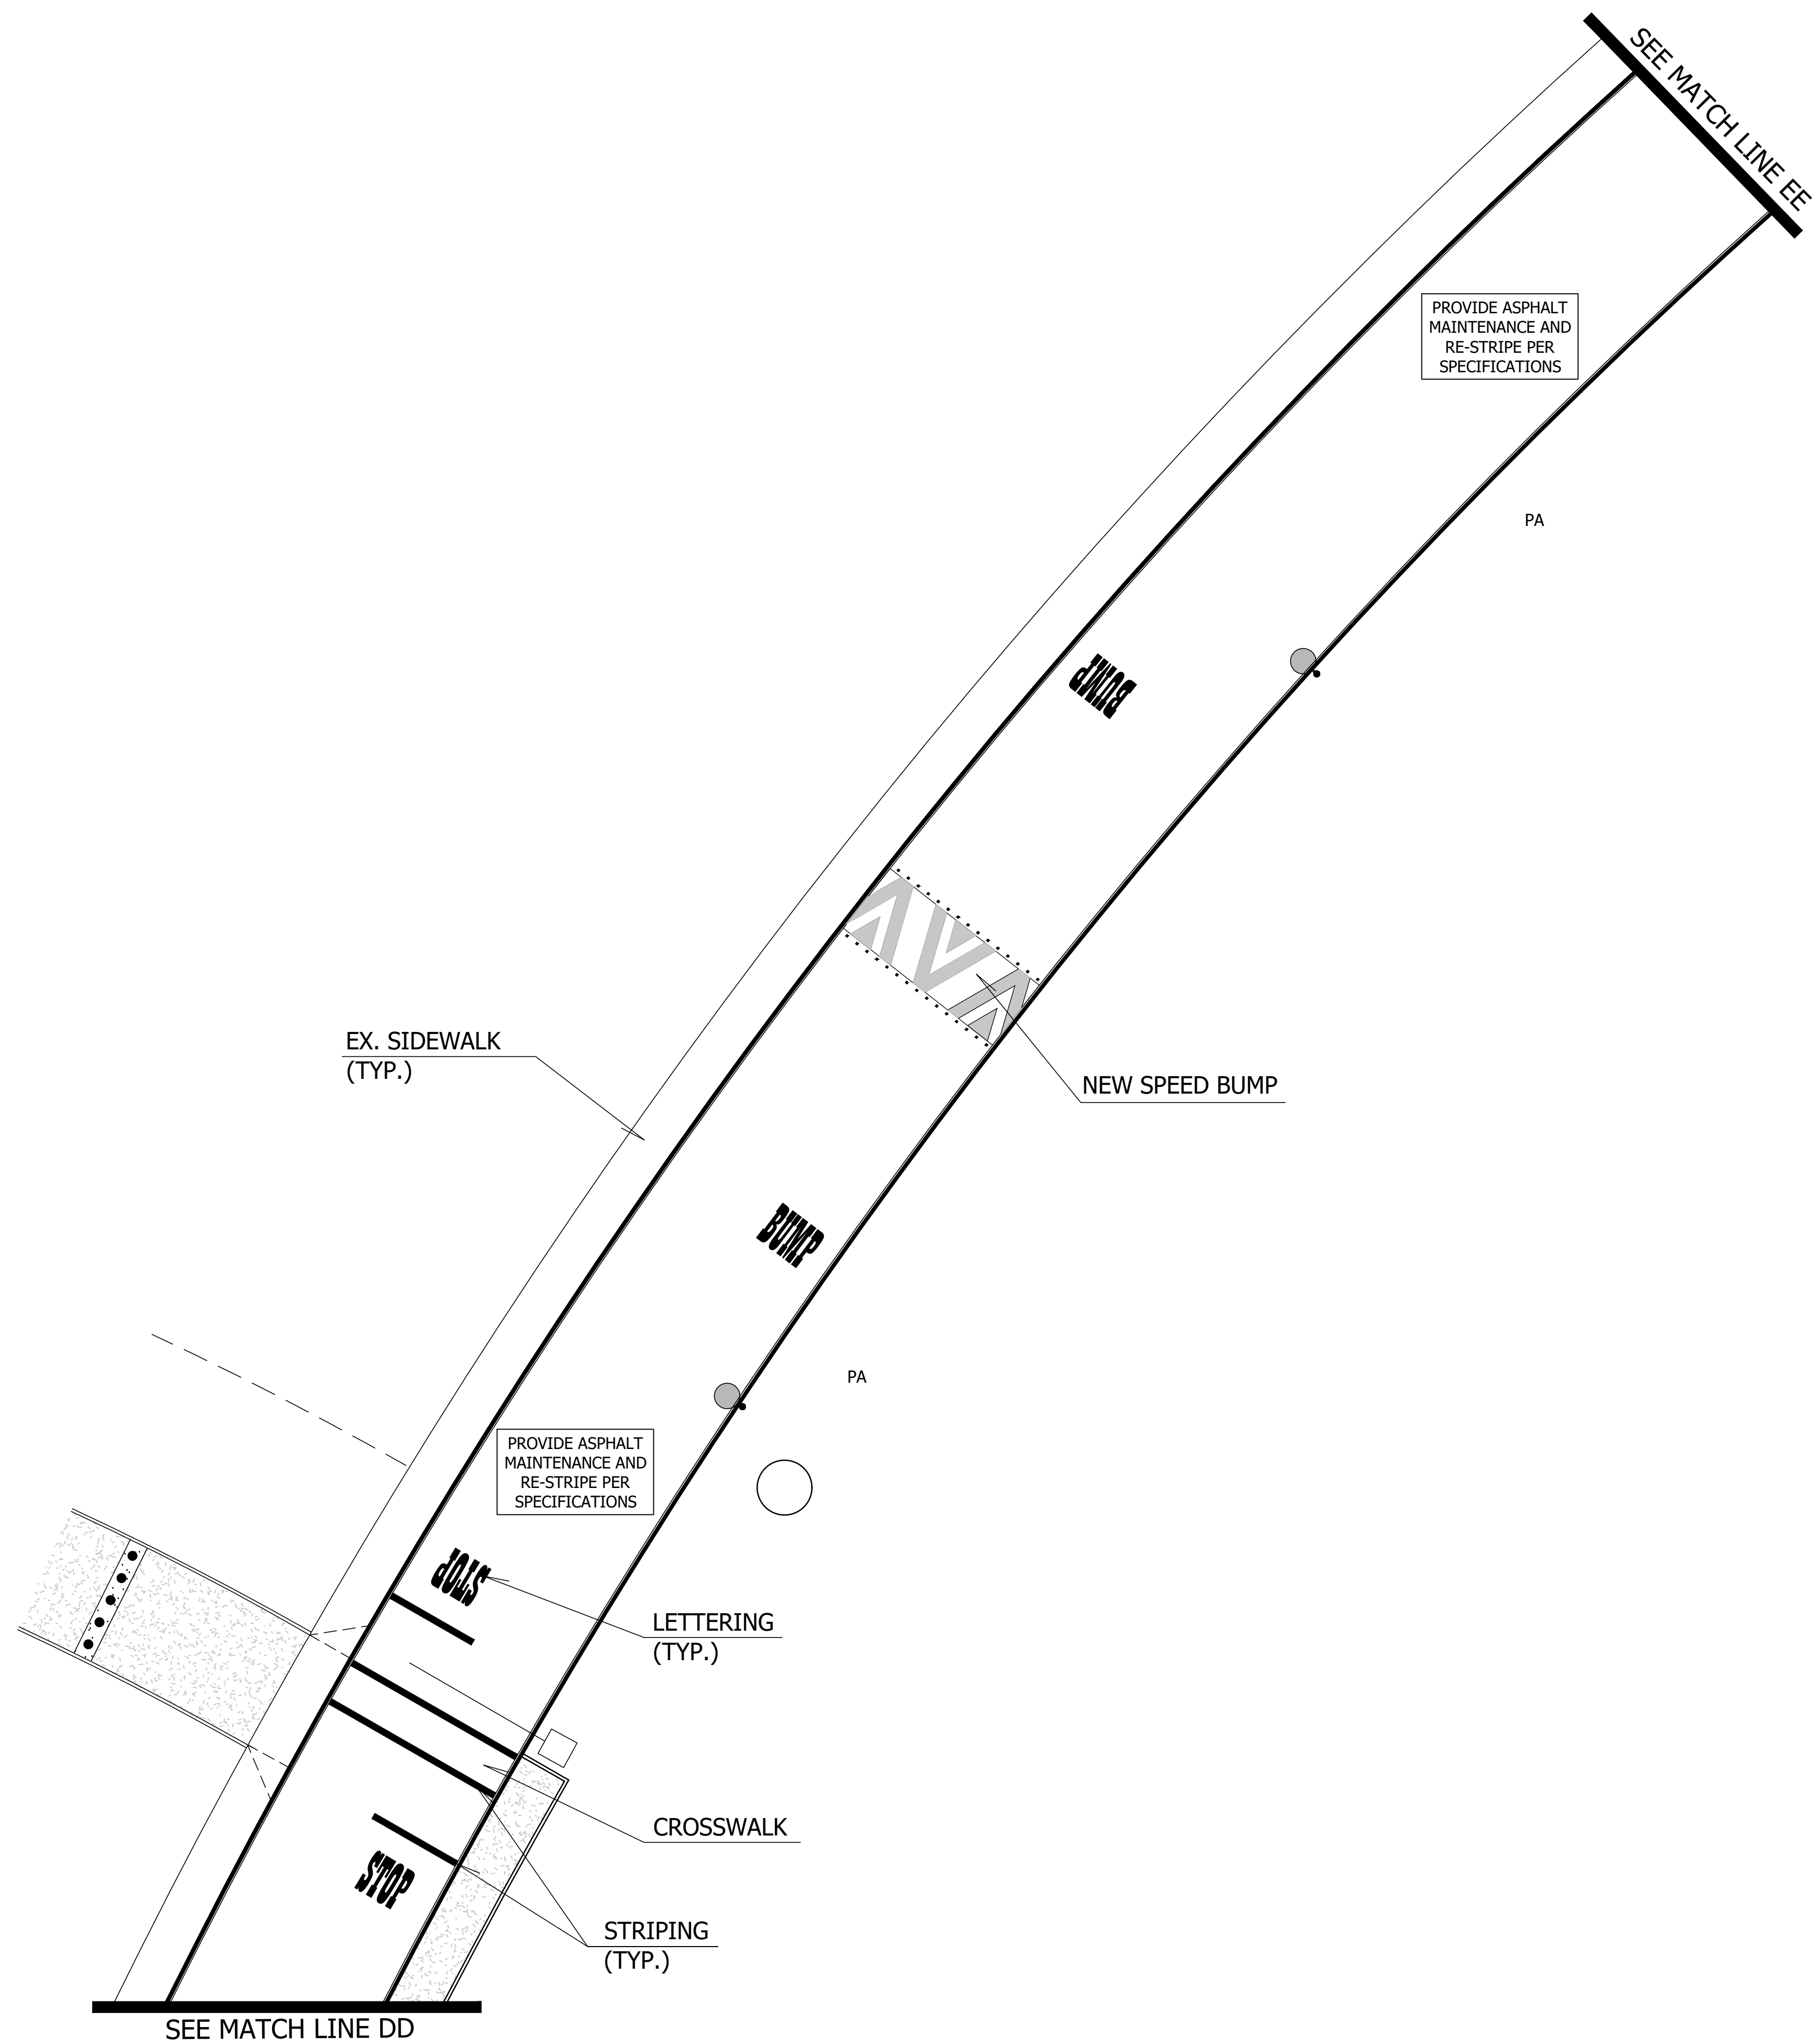 SEE MATCH LINE EE
PROVIDE ASPHALT
MAINTENANCE AND
RE-STRIPE PER
SPECIFICATIONS
PA
BUMP
EX. SIDEWALK
(TYP.)
NEW SPEED BUMP
BUMP
PA
PROVIDE ASPHALT
MAINTENANCE AND
RE-STRIPE PER
SPECIFICATIONS
STOP
LETTERING
(TYP.)
CROSSWALK
STOP
STRIPING
(TYP.)
SEE MATCH LINE DD